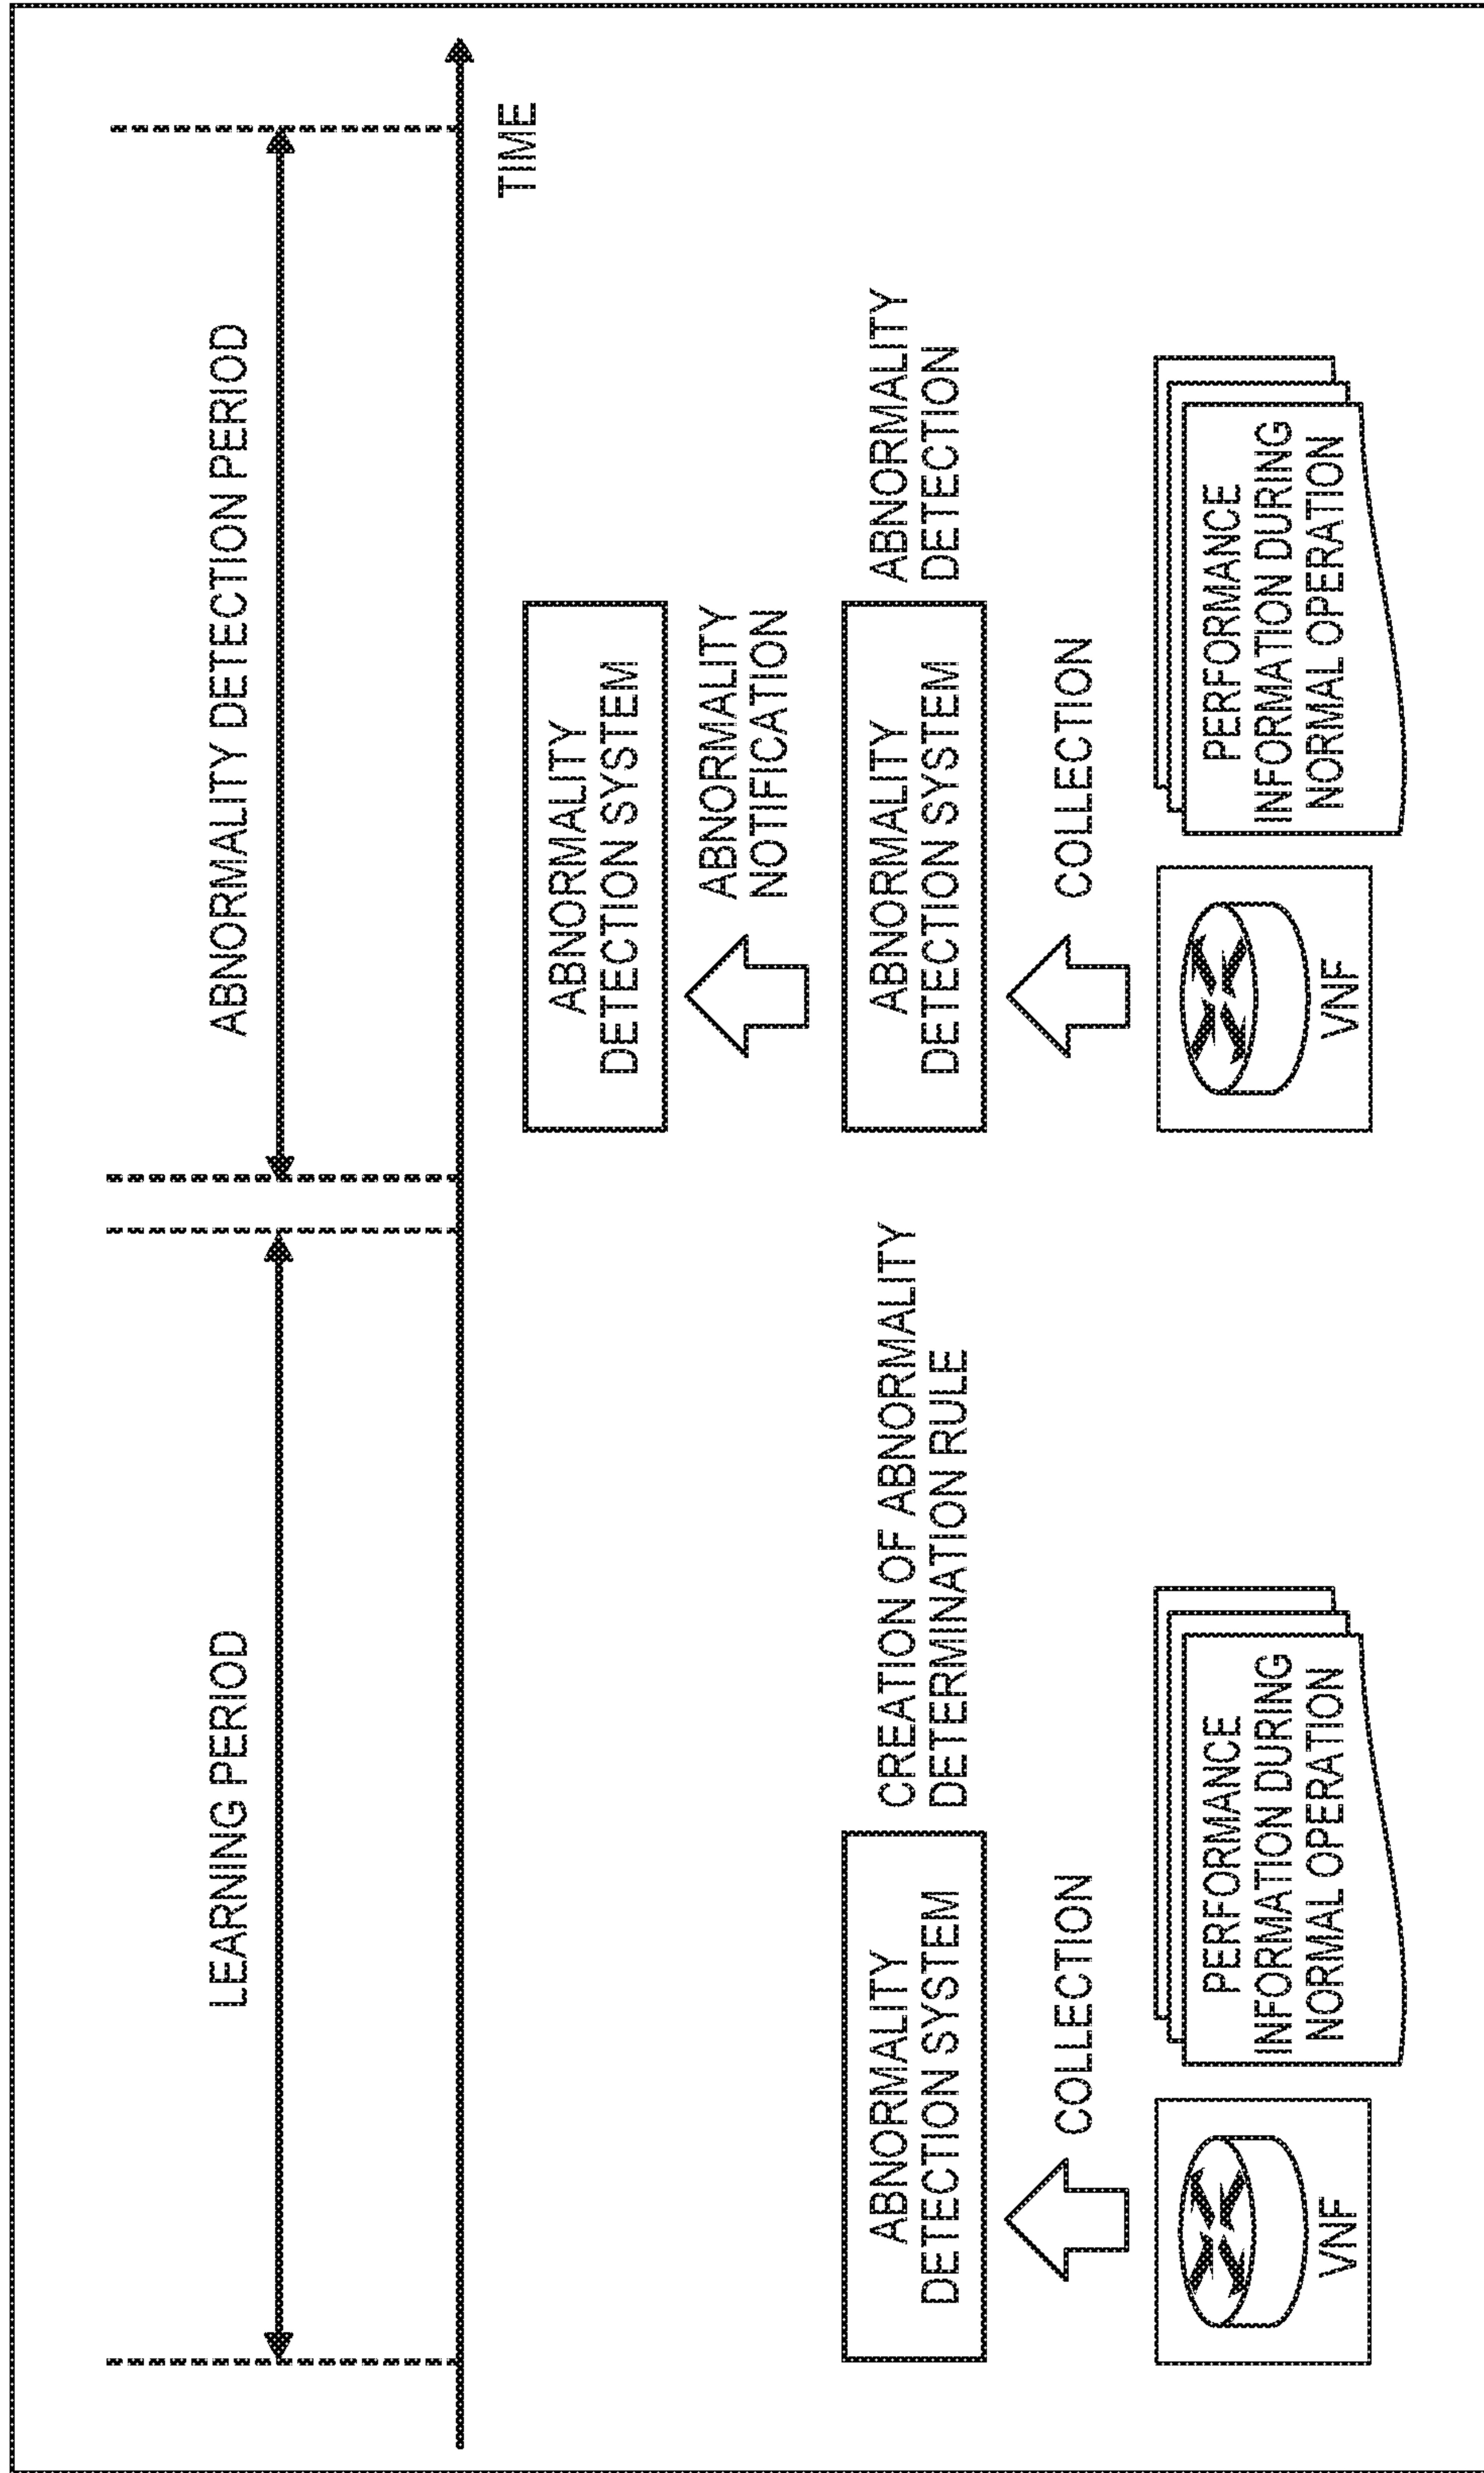 LEARNING PERIOD
ABNORMALITY DETECTION PERIOD
TIME
ABNORMALITY
DETECTION SYSTEM
CREATION OF ABNORMALITY
DETERMINATION RULE
COLLECTION
VNF
PERFORMANCE
INFORMATION DURING
NORMAL OPERATION
ABNORMALITY
DETECTION SYSTEM
ABNORMALITY
NOTIFICATION
ABNORMALITY
DETECTION SYSTEM
ABNORMALITY
DETECTION
COLLECTION
VNF
PERFORMANCE
INFORMATION DURING
NORMAL OPERATION